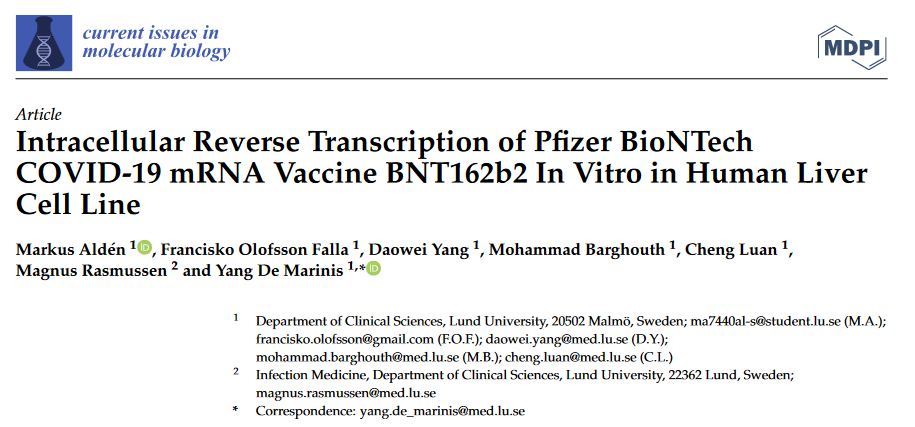 current issues in
molecular biology
MDPI
Article
Intracellular Reverse Transcription of Pfizer BioNTech
COVID-19 mRNA Vaccine BNT162b2 In Vitro in Human Liver
Cell Line
Markus Aldén 1 iD, Francisko Olofsson Falla 1, Daowei Yang 1, Mohammad Barghouth 1, Cheng Luan 1,
Magnus Rasmussen 2 and Yang De Marinis 1,* iD
1 Department of Clinical Sciences, Lund University, 20502 Malmö, Sweden; ma7440al-s@student.lu.se (M.A.);
francisko.olofsson@gmail.com (F.O.F.); daowei.yang@med.lu.se (D.Y.);
mohammad.barghouth@med.lu.se (M.B.); cheng.luan@med.lu.se (C.L.)
2 Infection Medicine, Department of Clinical Sciences, Lund University, 22362 Lund, Sweden;
magnus.rasmussen@med.lu.se
* Correspondence: yang.de_marinis@med.lu.se